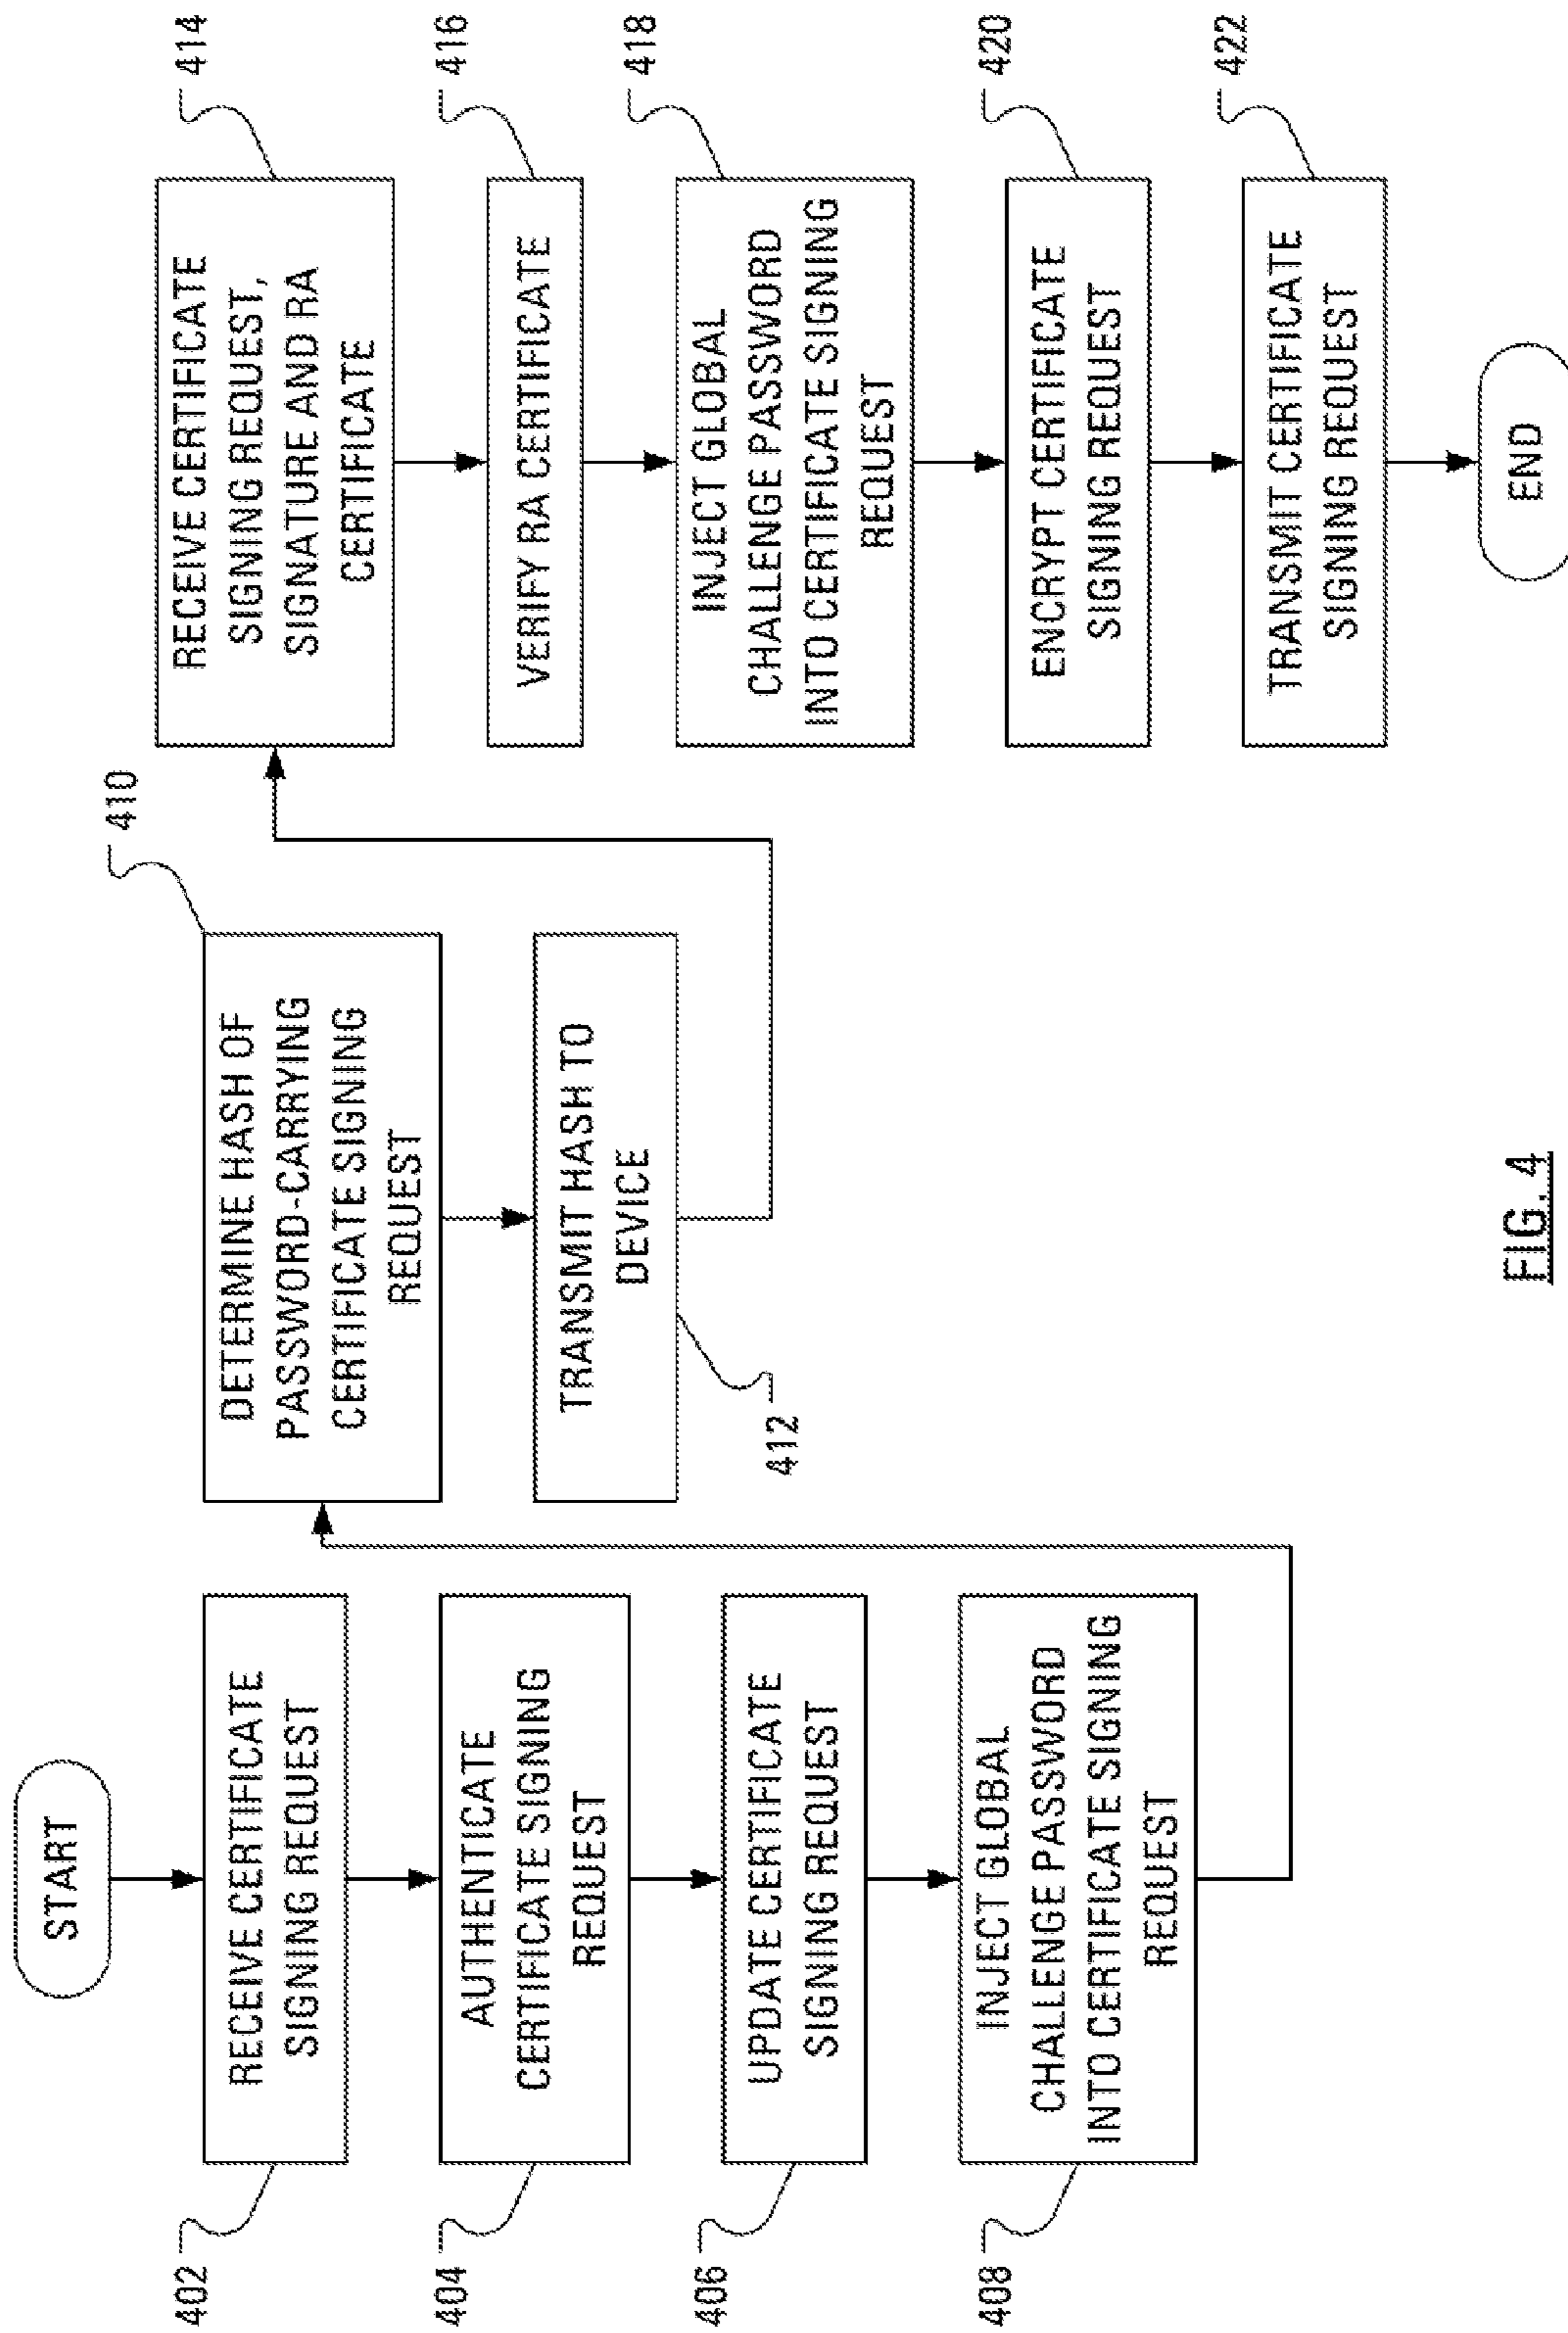 START
402
RECEIVE CERTIFICATE
SIGNING REQUEST
404
AUTHENTICATE
CERTIFICATE SIGNING
REQUEST
406
UPDATE CERTIFICATE
SIGNING REQUEST
408
INJECT GLOBAL
CHALLENGE PASSWORD
INTO CERTIFICATE SIGNING
REQUEST
410
DETERMINE HASH OF
PASSWORD-CARRYING
CERTIFICATE SIGNING
REQUEST
TRANSMIT HASH TO
DEVICE
412
414
RECEIVE CERTIFICATE
SIGNING REQUEST,
SIGNATURE AND RA
CERTIFICATE
416
VERIFY RA CERTIFICATE
418
INJECT GLOBAL
CHALLENGE PASSWORD
INTO CERTIFICATE SIGNING
REQUEST
420
ENCRYPT CERTIFICATE
SIGNING REQUEST
422
TRANSMIT CERTIFICATE
SIGNING REQUEST
END
FIG. 4